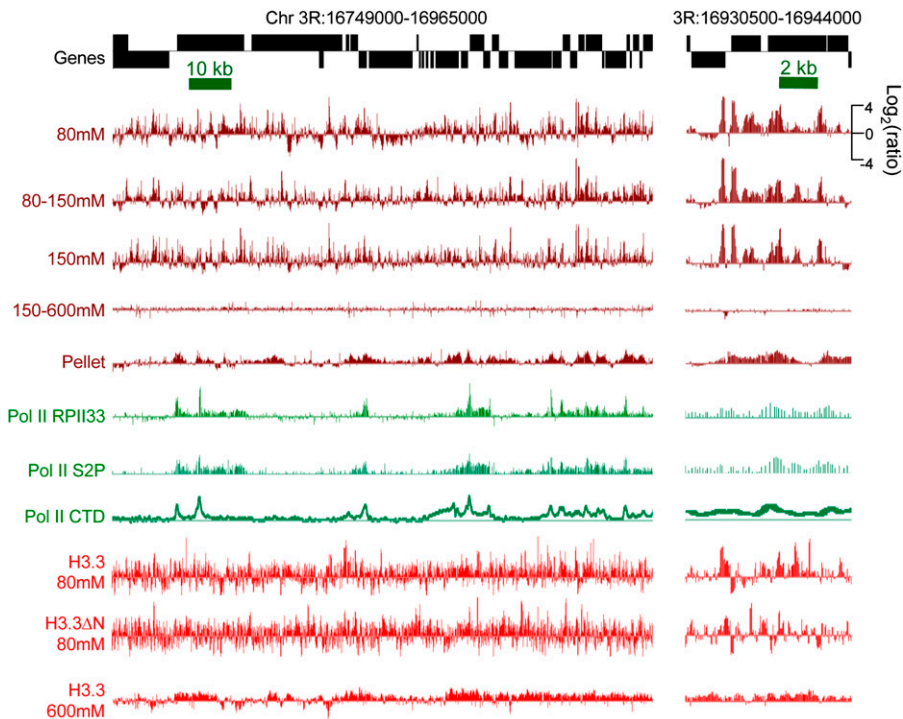 Chr 3R:16749000-16965000
3R:16930500-16944000
Genes
10 kb
2 kb
80mM
4
0
-4
Log2(ratio)
80-150mM
150mM
150-600mM
Pellet
Pol II RPII33
Pol II S2P
Pol II CTD
H3.3
80mM
H3.3ΔN
80mM
H3.3
600mM